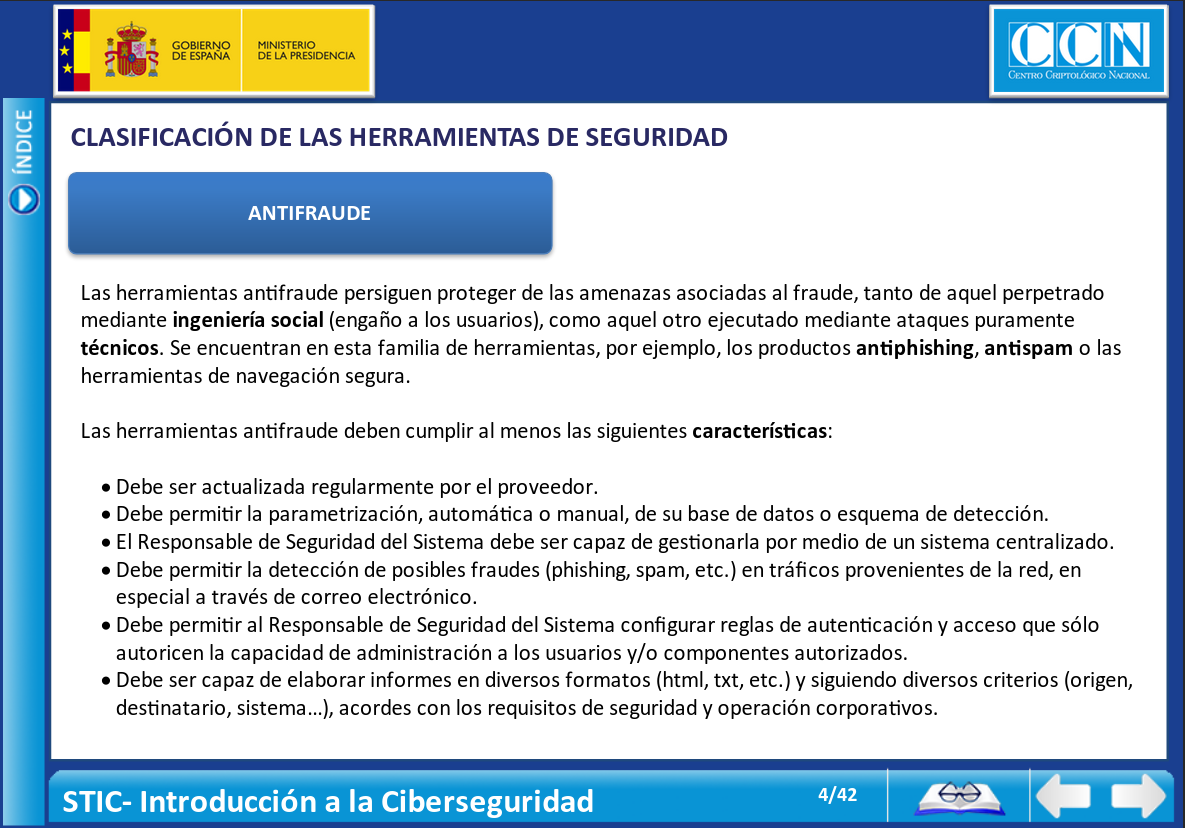 GOBIERNO
DE ESPAÑA
MINISTERIO
DE LA PRESIDENCIA
CCN
CENTRO CRIPTOLÓGICO NACIONAL
ÍNDICE
CLASIFICACIÓN DE LAS HERRAMIENTAS DE SEGURIDAD
ANTIFRAUDE
Las herramientas antifraude persiguen proteger de las amenazas asociadas al fraude, tanto de aquel perpetrado
mediante ingeniería social (engaño a los usuarios), como aquel otro ejecutado mediante ataques puramente
técnicos. Se encuentran en esta familia de herramientas, por ejemplo, los productos antiphishing, antispam o las
herramientas de navegación segura.
Las herramientas antifraude deben cumplir al menos las siguientes características:
• Debe ser actualizada regularmente por el proveedor.
• Debe permitir la parametrización, automática o manual, de su base de datos o esquema de detección.
• El Responsable de Seguridad del Sistema debe ser capaz de gestionarla por medio de un sistema centralizado.
• Debe permitir la detección de posibles fraudes (phishing, spam, etc.) en tráficos provenientes de la red, en
especial a través de correo electrónico.
• Debe permitir al Responsable de Seguridad del Sistema configurar reglas de autenticación y acceso que sólo
autoricen la capacidad de administración a los usuarios y/o componentes autorizados.
• Debe ser capaz de elaborar informes en diversos formatos (html, txt, etc.) y siguiendo diversos criterios (origen,
destinatario, sistema...), acordes con los requisitos de seguridad y operación corporativos.
STIC- Introducción a la Ciberseguridad
4/42